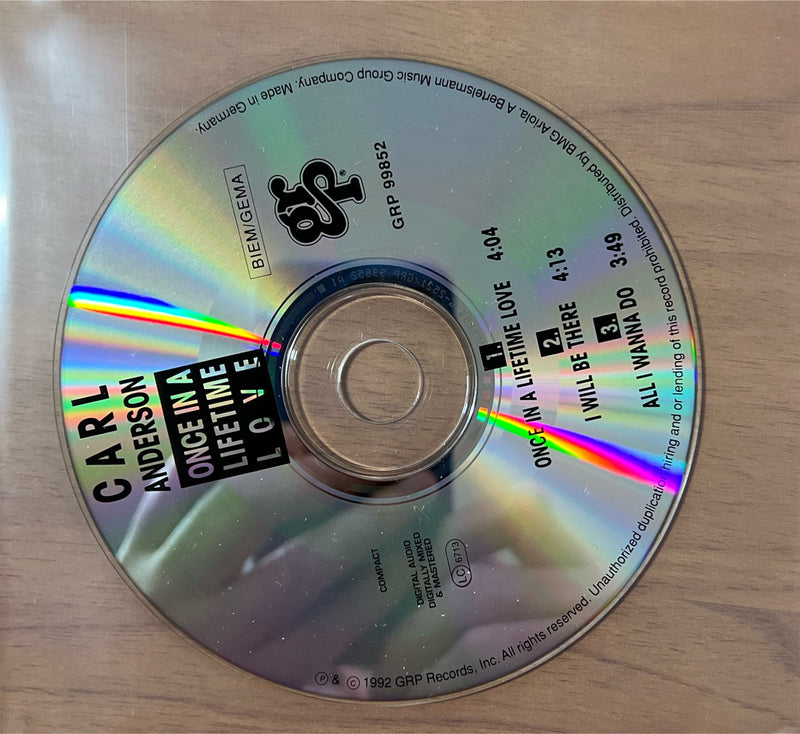 CARL
ANDERSON
ONCE IN A
LIFETIME
LOVE
BIEM/GEMA
grp®
GRP 99852
1.
ONCE IN A LIFETIME LOVE 4:04
2.
I WILL BE THERE 4:13
3.
ALL I WANNA DO 3:49
COMPACT
DIGITAL AUDIO
DIGITALLY MIXED
& MASTERED
LC 6713
℗ & © 1992 GRP Records, Inc. All rights reserved. Unauthorized duplication, hiring and/or lending of this record prohibited. Distributed by BMG Ariola. A Bertelsmann Music Group Company. Made in Germany.